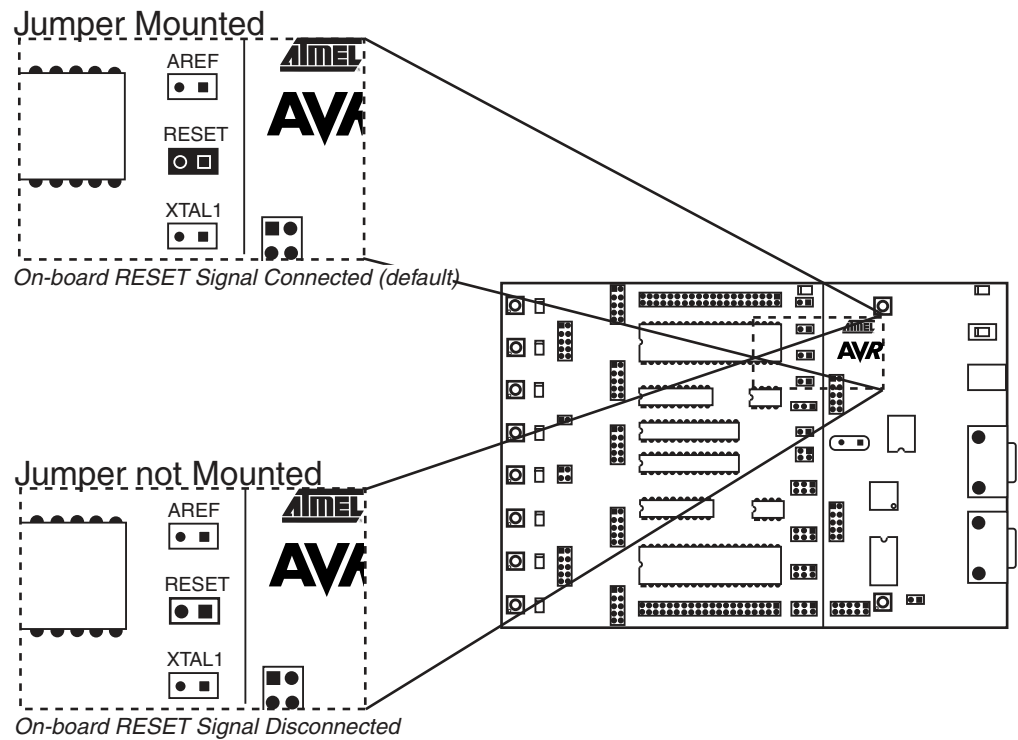 Jumper Mounted
AREF
ATMEL
AVR
RESET
XTAL1
On-board RESET Signal Connected (default)
ATMEL
AVR
Jumper not Mounted
AREF
ATMEL
AVR
RESET
XTAL1
On-board RESET Signal Disconnected